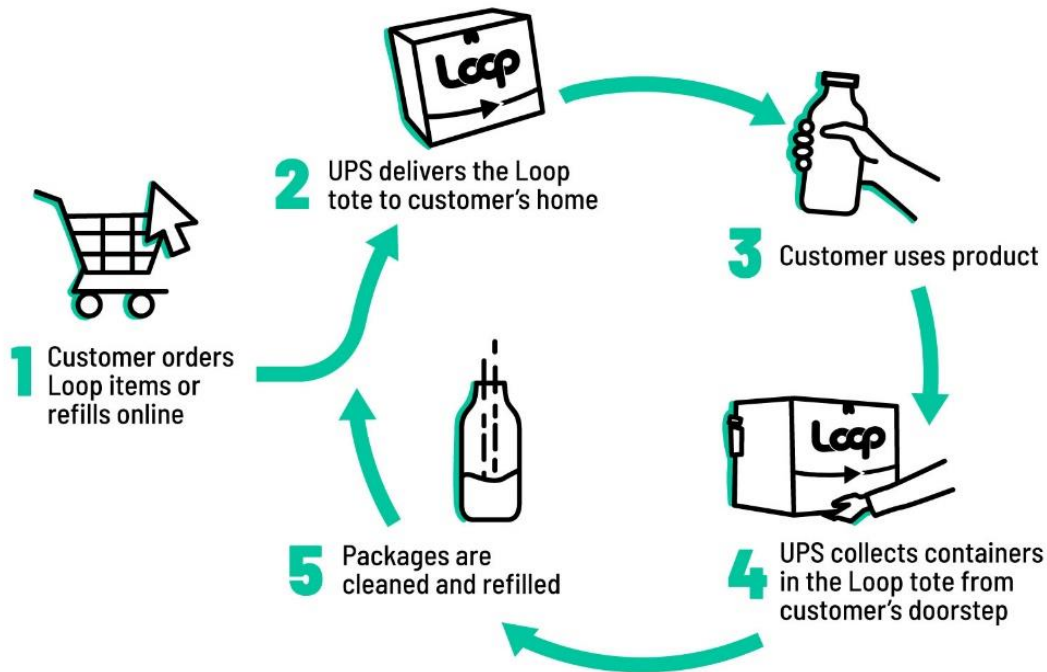 1 Customer orders
Loop items or
refills online
Loop
2 UPS delivers the Loop
tote to customer's home
3 Customer uses product
Loop
4 UPS collects containers
in the Loop tote from
customer's doorstep
5 Packages are
cleaned and refilled